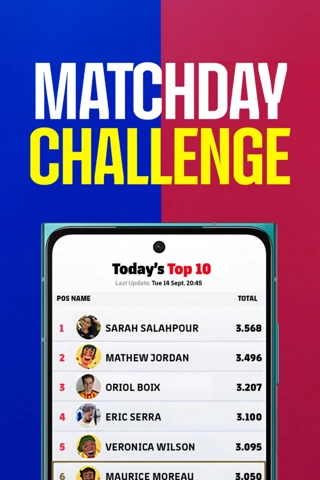 MATCHDAY
CHALLENGE
Today's Top 10
Last Update: Tue 14 Sept. 20:45
POS NAME TOTAL
1 SARAH SALAHPOUR 3.568
2 MATHEW JORDAN 3.496
3 ORIOL BOIX 3.207
4 ERIC SERRA 3.100
5 VERONICA WILSON 3.095
6 MAURICE MOREAU 3.050